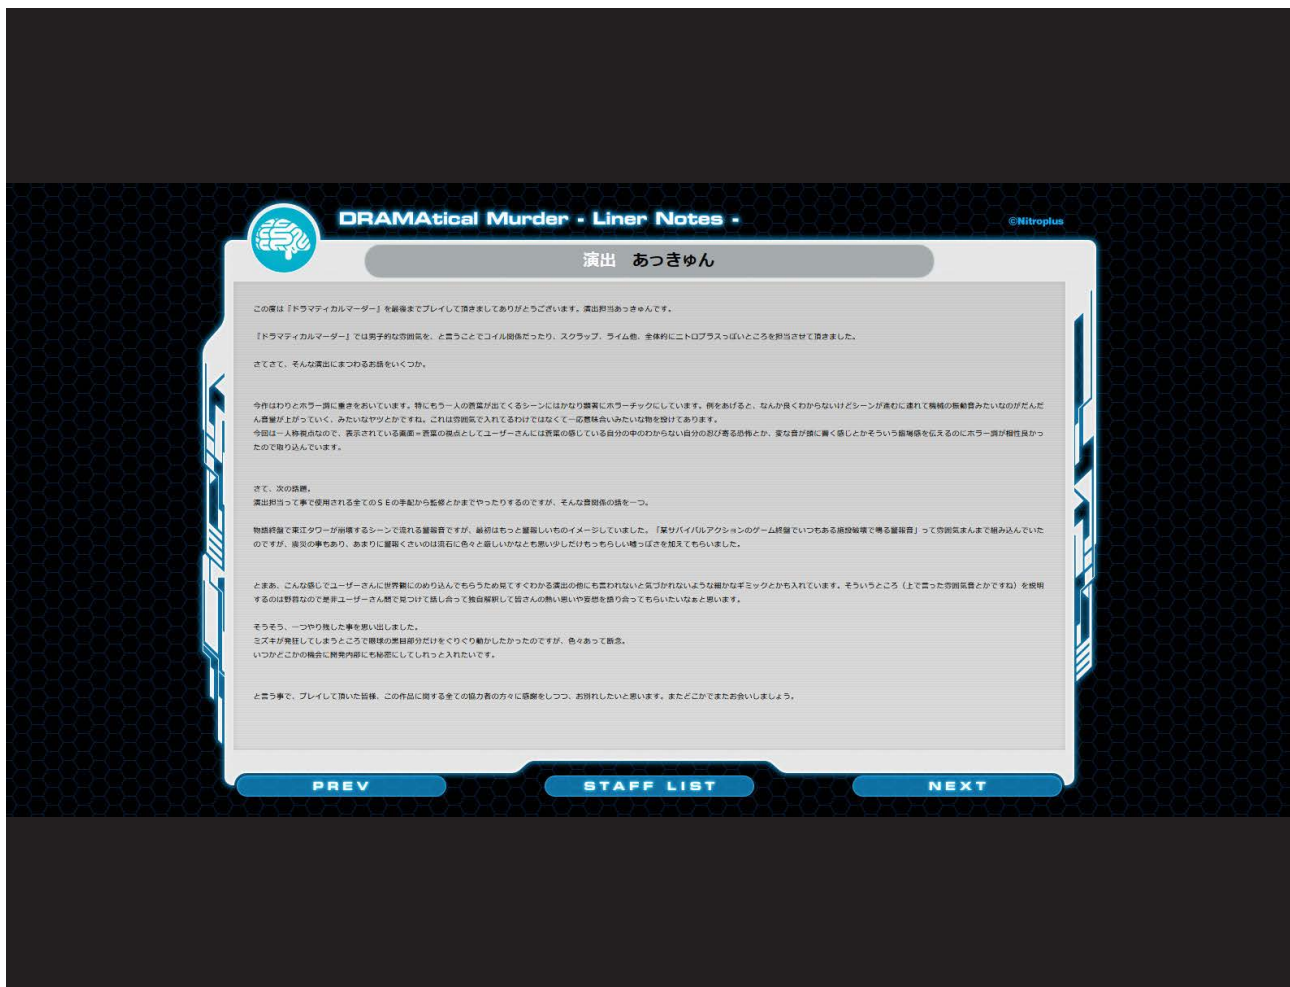 DRAMAtical Murder - Liner Notes -
©Nitroplus
演出 あっきゅん
この度は『ドラマティカルマーダー』を最後までプレイして頂きましてありがとうございます。演出担当あっきゅんです。
『ドラマティカルマーダー』では男子的な雰囲気を、と言うことでコイル関係だったり、スクラップ、ライム他、全体的にニトロプラスっぽいところを担当させて頂きました。
さてさて、そんな演出にまつわるお話をいくつか。
今作はわりとホラー調に重きをおいています。特にもう一人の蒼葉が出てくるシーンにはかなり顕著にホラーチックにしています。例をあげると、なんか良くわからないけどシーンが進むに連れて機械の振動音みたいなのがだんだ
ん音量が上がっていく、みたいなヤツとかですね。これは雰囲気で入れてるわけではなくて一応意味合いみたいな物を設けてあります。
今回は一人称視点なので、表示されている画面＝蒼葉の視点としてユーザーさんには蒼葉の感じている自分の中のわからない自分の忍び寄る恐怖とか、変な音が頭に響く感じとかそういう臨場感を伝えるのにホラー調が相性良かっ
たので取り込んでいます。
さて、次の話題。
演出担当って事で使用される全てのＳＥの手配から監修とかまでやったりするのですが、そんな音関係の話を一つ。
物語終盤で東江タワーが崩壊するシーンで流れる警報音ですが、最初はもっと警報しいものイメージしていました。「某サバイバルアクションのゲーム終盤でいつもある施設破壊で鳴る警報音」って雰囲気まんまで組み込んでいた
のですが、震災の事もあり、あまりに警報くさいのは流石に色々と厳しいかなとも思い少しだけもっちもらしい嘘っぽさを加えてもらいました。
とまあ、こんな感じでユーザーさんに世界観にのめり込んでもらうため見てすぐわかる演出の他にも言われないと気づかれないような細かなギミックとかも入れています。そういうところ（上で言った雰囲気音とかですね）を説明
するのは野暮なので是非ユーザーさん間で見つけて話し合って独自解釈して皆さんの熱い思いや妄想を語り合ってもらいたいなぁと思います。
そうそう、一つやり残した事を思い出しました。
ミズキが発狂してしまうところで眼球の黒目部分だけをぐりぐり動かしたかったのですが、色々あって断念。
いつかどこかの機会に開発内部にも秘密にしてしれっと入れたいです。
と言う事で、プレイして頂いた皆様、この作品に関する全ての協力者の方々に感謝をしつつ、お別れしたいと思います。またどこかでまたお会いしましょう。
PREV
STAFF LIST
NEXT